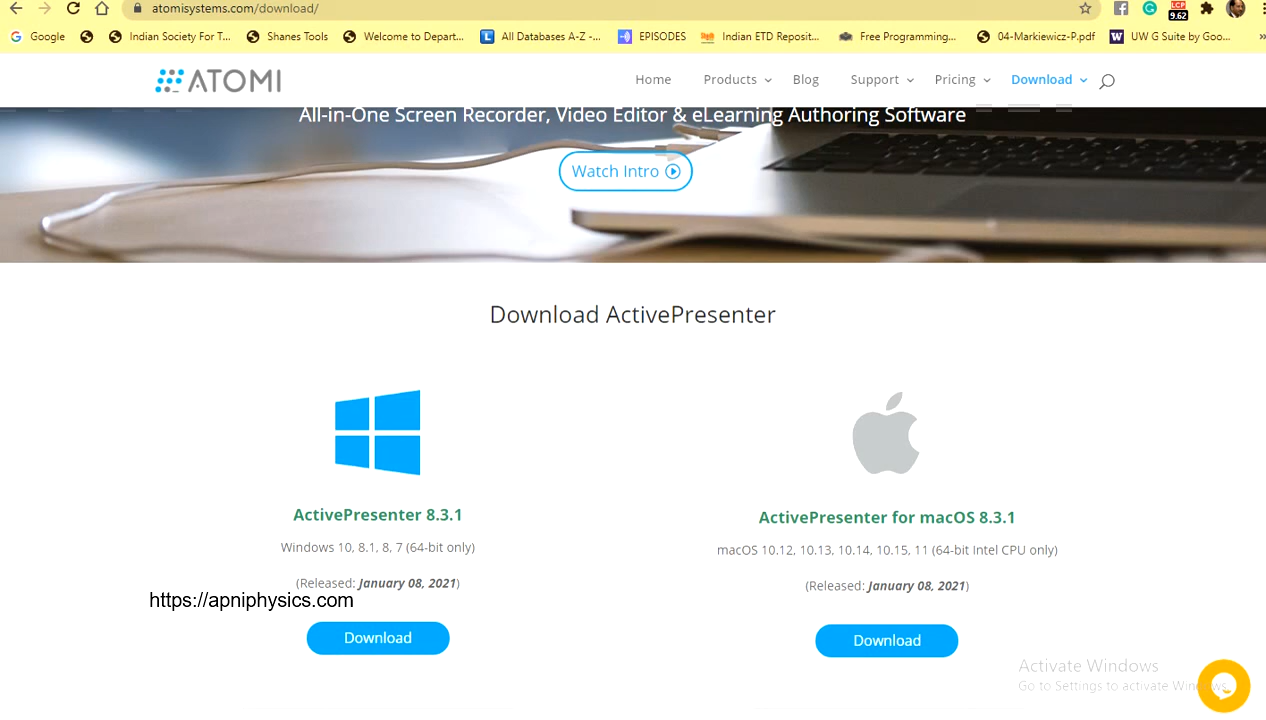 atomisystems.com/download/
LCP
9.62
Google
Indian Society For T...
Shanes Tools
Welcome to Depart...
All Databases A-Z -...
EPISODES
Indian ETD Reposit...
Free Programming...
04-Markiewicz-P.pdf
UW G Suite by Goo...
ATOMI
Home
Products
Blog
Support
Pricing
Download
All-in-One Screen Recorder, Video Editor & eLearning Authoring Software
Watch Intro
Download ActivePresenter
ActivePresenter 8.3.1
Windows 10, 8.1, 8, 7 (64-bit only)
(Released: January 08, 2021)
https://apniphysics.com
Download
ActivePresenter for macOS 8.3.1
macOS 10.12, 10.13, 10.14, 10.15, 11 (64-bit Intel CPU only)
(Released: January 08, 2021)
Download
Activate Windows
Go to Settings to activate Windows.